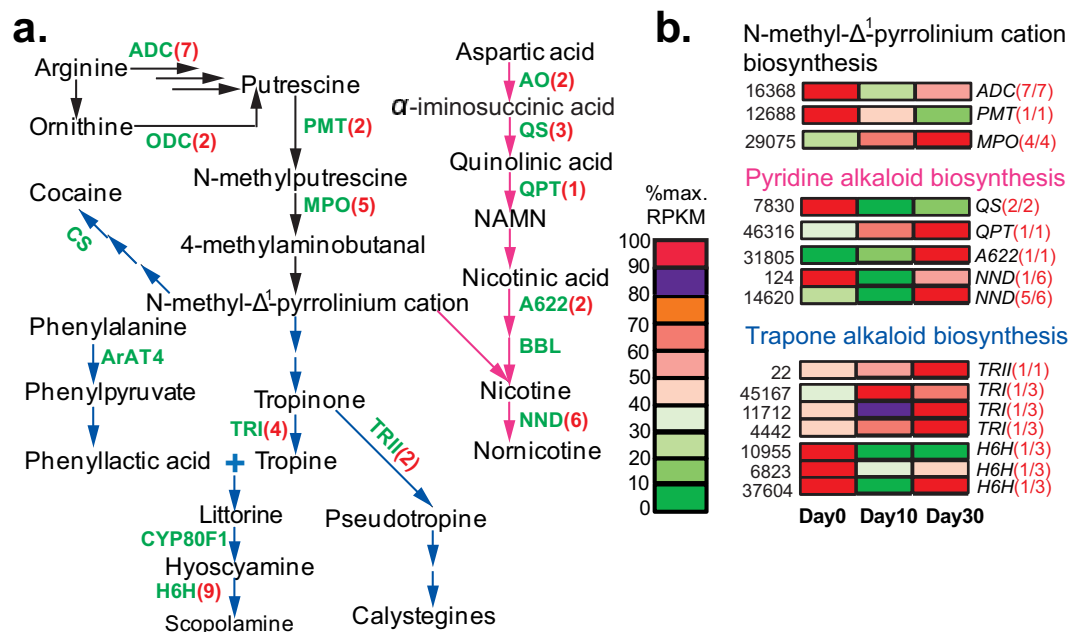 a.
ADC(7)
Arginine
Putrescine
Ornithine
ODC(2)
PMT(2)
N-methylputrescine
MPO(5)
4-methylaminobutanal
Cocaine
CS
N-methyl-Δ¹-pyrrolinium cation
Phenylalanine
ArAT4
Phenylpyruvate
Phenyllactic acid + Tropine
Tropinone
TRI(4)
TRII(2)
Littorine
CYP80F1
Hyoscyamine
H6H(9)
Scopolamine
Pseudotropine
Calystegines
Aspartic acid
AO(2)
α-iminosuccinic acid
QS(3)
Quinolinic acid
QPT(1)
NAMN
Nicotinic acid
A622(2)
BBL
Nicotine
NND(6)
Nornicotine
%max.
RPKM
100
90
80
70
60
50
40
30
20
10
0
b.
N-methyl-Δ¹-pyrrolinium cation
biosynthesis
16368 ADC(7/7)
12688 PMT(1/1)
29075 MPO(4/4)
Pyridine alkaloid biosynthesis
7830 QS(2/2)
46316 QPT(1/1)
31805 A622(1/1)
124 NND(1/6)
14620 NND(5/6)
Trapone alkaloid biosynthesis
22 TRII(1/1)
45167 TRI(1/3)
11712 TRI(1/3)
4442 TRI(1/3)
10955 H6H(1/3)
6823 H6H(1/3)
37604 H6H(1/3)
Day0 Day10 Day30